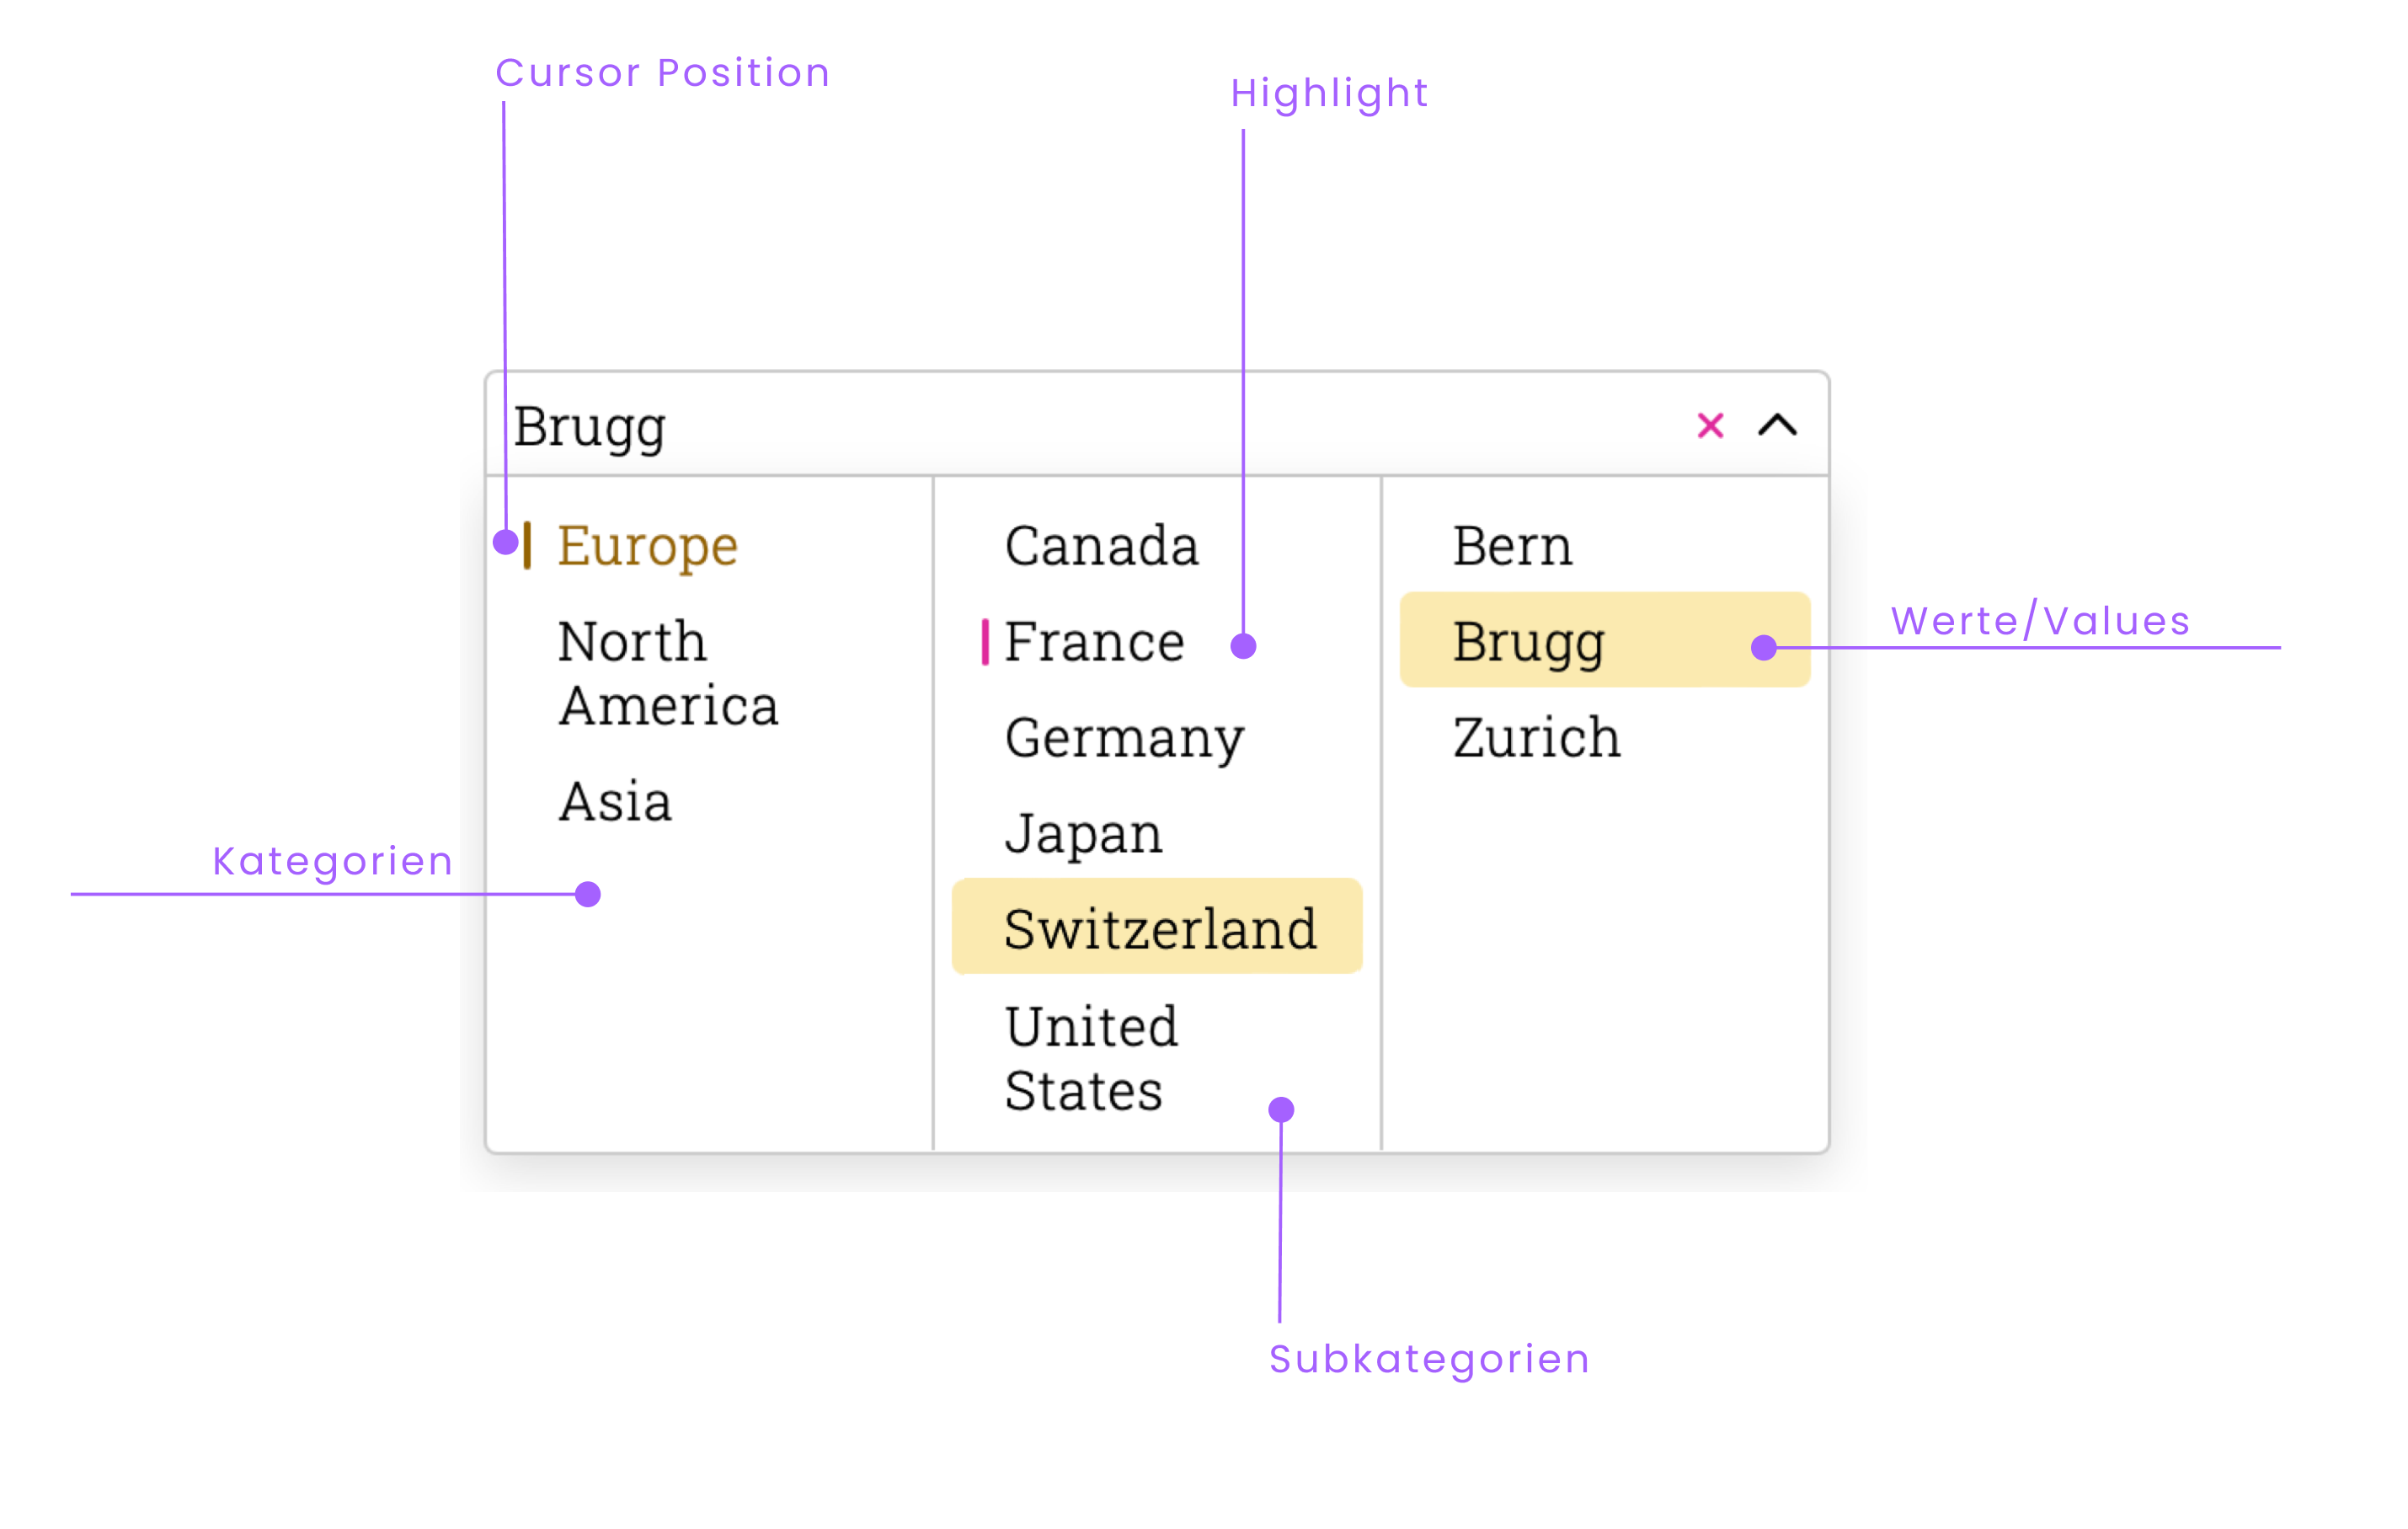 Cursor Position
Highlight
Brugg
Europe
North
America
Asia
Canada
France
Germany
Japan
Switzerland
United
States
Bern
Brugg
Zurich
Werte/Values
Kategorien
Subkategorien